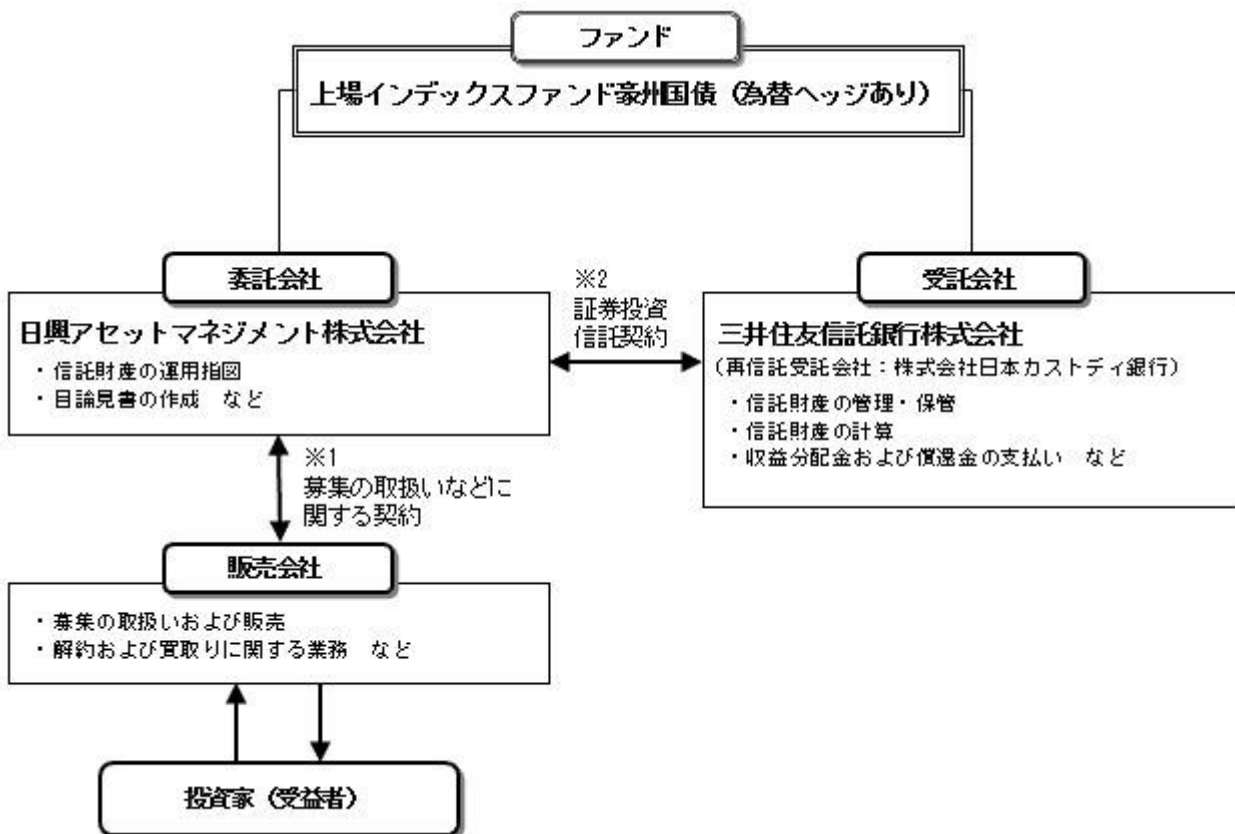 ファンド
上場インデックスファンド豪州国債（為替ヘッジあり）
委託会社
日興アセットマネジメント株式会社
・信託財産の運用指図
・目論見書の作成　など
※2
証券投資
信託契約
受託会社
三井住友信託銀行株式会社
（再信託受託会社：株式会社日本カストディ銀行）
・信託財産の管理・保管
・信託財産の計算
・収益分配金および償還金の支払い　など
※1
募集の取扱いなどに
関する契約
販売会社
・募集の取扱いおよび販売
・解約および買取りに関する業務　など
投資家（受益者）